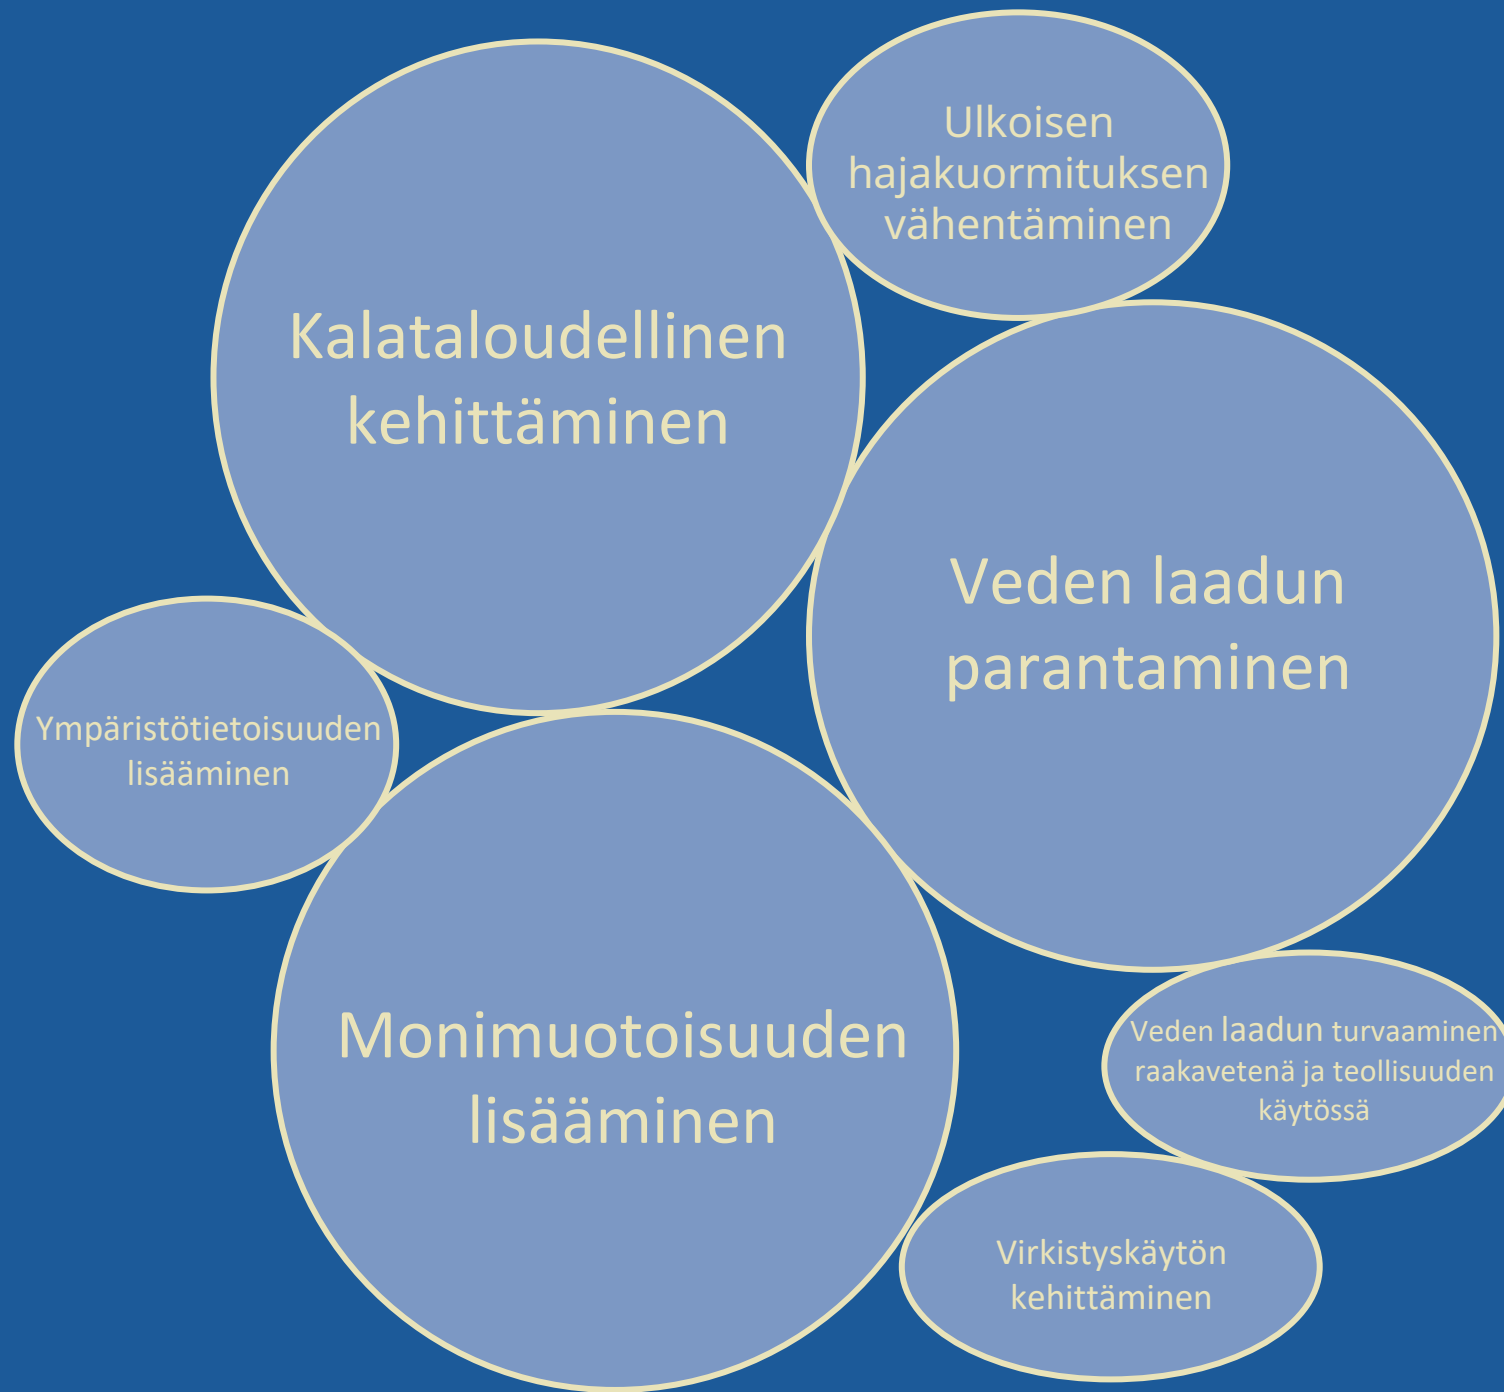 Ulkoisen
hajakuormituksen
vähentäminen
Kalataloudellinen
kehittäminen
Veden laadun
parantaminen
Ympäristötietoisuuden
lisääminen
Monimuotoisuuden
lisääminen
Veden laadun turvaaminen
raakavetenä ja teollisuuden
käytössä
Virkistyskäytön
kehittäminen